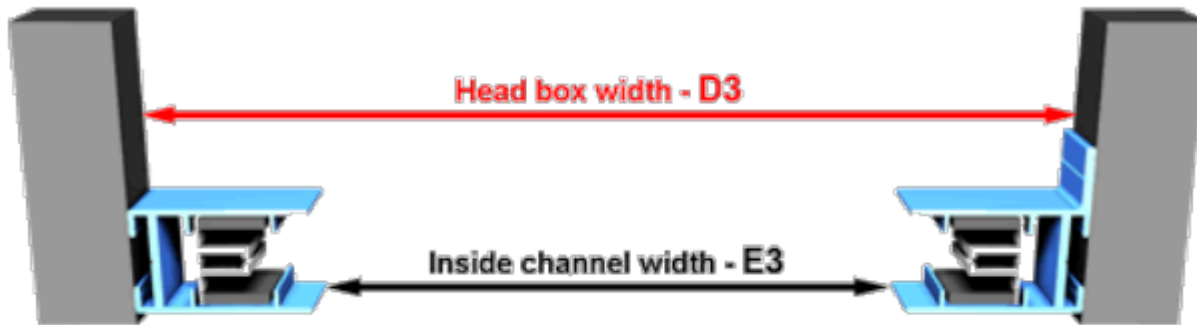 Head box width - D3
Inside channel width - E3